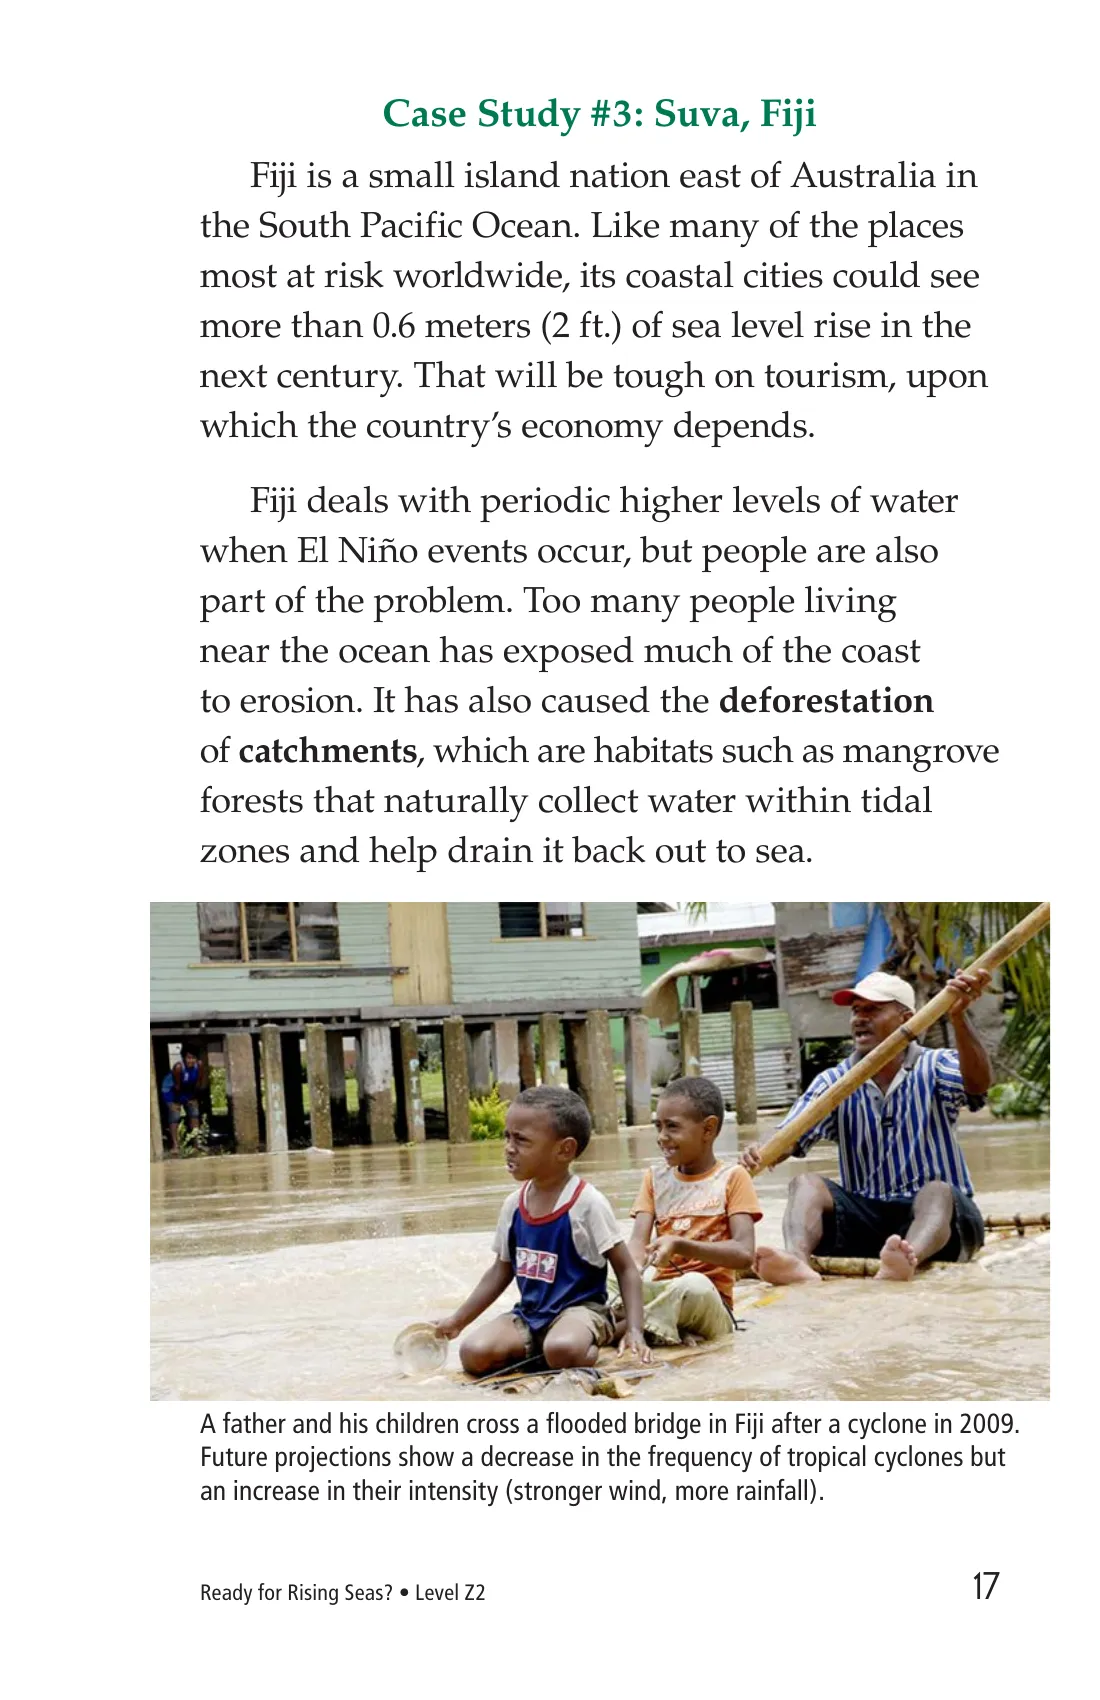 Case Study #3: Suva, Fiji
Fiji is a small island nation east of Australia in
the South Pacific Ocean. Like many of the places
most at risk worldwide, its coastal cities could see
more than 0.6 meters (2 ft.) of sea level rise in the
next century. That will be tough on tourism, upon
which the country’s economy depends.
Fiji deals with periodic higher levels of water
when El Niño events occur, but people are also
part of the problem. Too many people living
near the ocean has exposed much of the coast
to erosion. It has also caused the deforestation
of catchments, which are habitats such as mangrove
forests that naturally collect water within tidal
zones and help drain it back out to sea.
A father and his children cross a flooded bridge in Fiji after a cyclone in 2009.
Future projections show a decrease in the frequency of tropical cyclones but
an increase in their intensity (stronger wind, more rainfall).
Ready for Rising Seas? • Level Z2
17